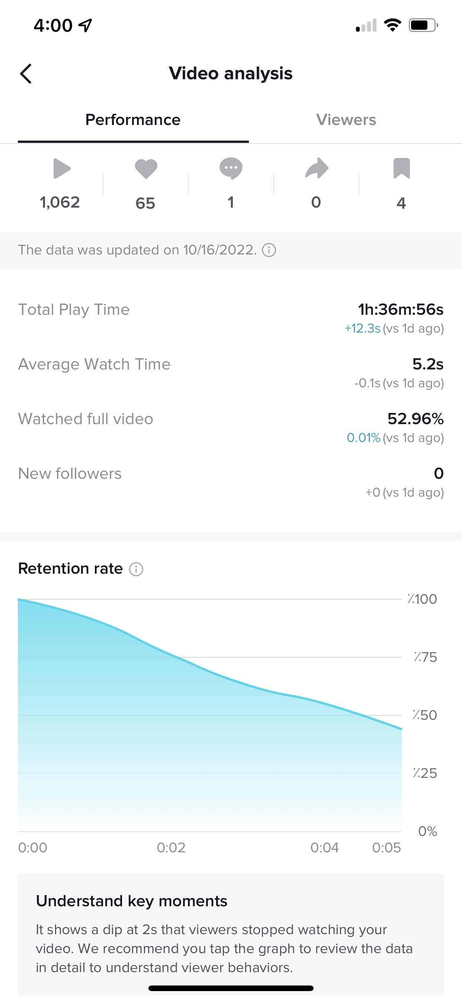 4:00
Video analysis
Performance Viewers
1,062 65 1 0 4
The data was updated on 10/16/2022.
Total Play Time 1h:36m:56s
+12.3s (vs 1d ago)
Average Watch Time 5.2s
-0.1s (vs 1d ago)
Watched full video 52.96%
0.01% (vs 1d ago)
New followers 0
+0 (vs 1d ago)
Retention rate
٪100
٪75
٪50
٪25
0%
0:00 0:02 0:04 0:05
Understand key moments
It shows a dip at 2s that viewers stopped watching your
video. We recommend you tap the graph to review the data
in detail to understand viewer behaviors.